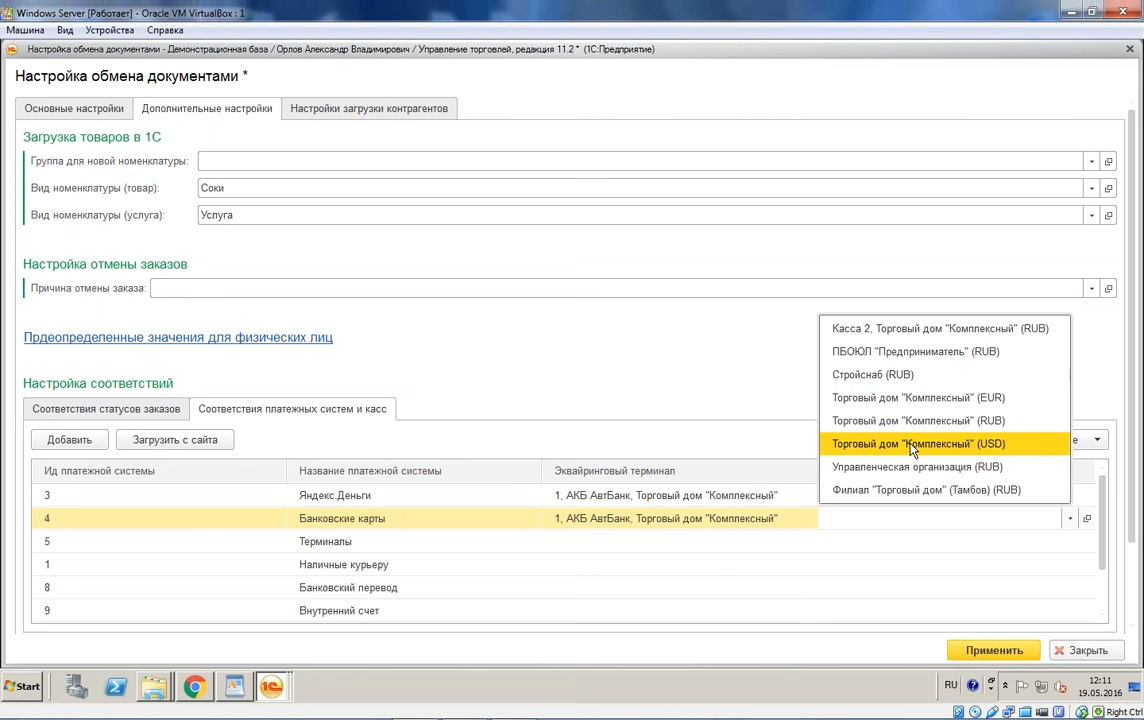 Windows Server [Работает] - Oracle VM VirtualBox : 1
Машина Вид Устройства Справка
Настройка обмена документами - Демонстрационная база / Орлов Александр Владимирович / Управление торговлей, редакция 11.2 * (1С:Предприятие)
Настройка обмена документами *
Основные настройки Дополнительные настройки Настройки загрузки контрагентов
Загрузка товаров в 1С
Группа для новой номенклатуры:
Вид номенклатуры (товар): Соки
Вид номенклатуры (услуга): Услуга
Настройка отмены заказов
Причина отмены заказа:
Прдеопределенные значения для физических лиц
Касса 2, Торговый дом "Комплексный" (RUB)
ПБОЮЛ "Предприниматель" (RUB)
Стройснаб (RUB)
Торговый дом "Комплексный" (EUR)
Торговый дом "Комплексный" (RUB)
Торговый дом "Комплексный" (USD)
Управленческая организация (RUB)
Филиал "Торговый дом" (Тамбов) (RUB)
Настройка соответствий
Соответствия статусов заказов Соответствия платежных систем и касс
Добавить Загрузить с сайта е
Ид платежной системы Название платежной системы Эквайринговый терминал
3 Яндекс.Деньги 1, АКБ АвтБанк, Торговый дом "Комплексный"
4 Банковские карты 1, АКБ АвтБанк, Торговый дом "Комплексный"
5 Терминалы
1 Наличные курьеру
8 Банковский перевод
9 Внутренний счет
Применить Закрыть
Start RU 12:11
19.05.2016
Right Ctrl